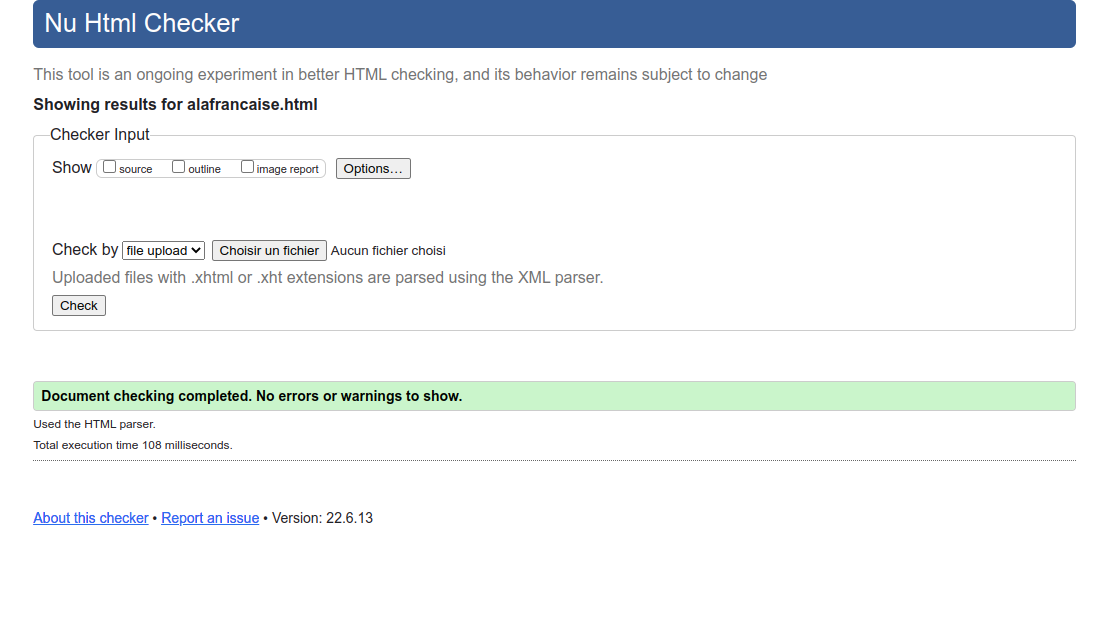 Nu Html Checker
This tool is an ongoing experiment in better HTML checking, and its behavior remains subject to change
Showing results for alafrancaise.html
Checker Input
Show source outline image report Options...
Check by file upload Choisir un fichier Aucun fichier choisi
Uploaded files with .xhtml or .xht extensions are parsed using the XML parser.
Check
Document checking completed. No errors or warnings to show.
Used the HTML parser.
Total execution time 108 milliseconds.
About this checker • Report an issue • Version: 22.6.13